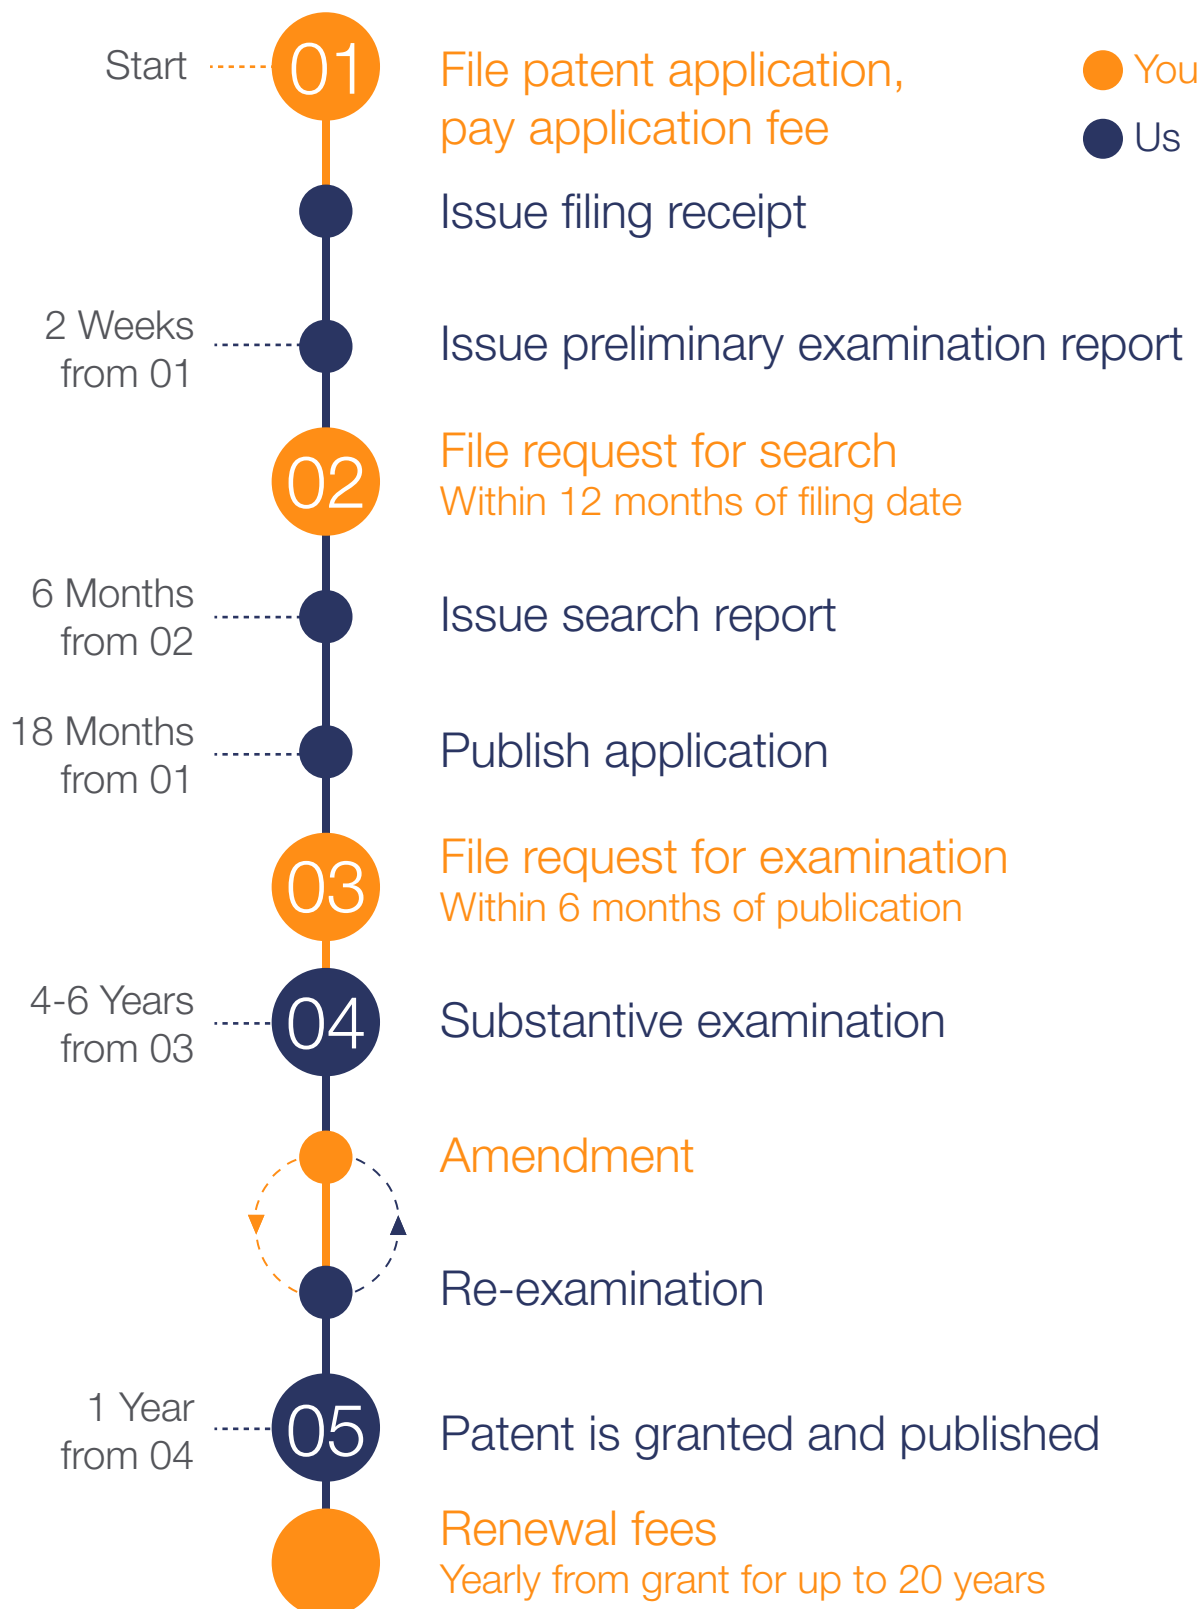 Start
01
File patent application,
pay application fee
You
Us
Issue filing receipt
2 Weeks
from 01
Issue preliminary examination report
02
File request for search
Within 12 months of filing date
6 Months
from 02
Issue search report
18 Months
from 01
Publish application
03
File request for examination
Within 6 months of publication
4-6 Years
from 03
04
Substantive examination
Amendment
Re-examination
1 Year
from 04
05
Patent is granted and published
Renewal fees
Yearly from grant for up to 20 years